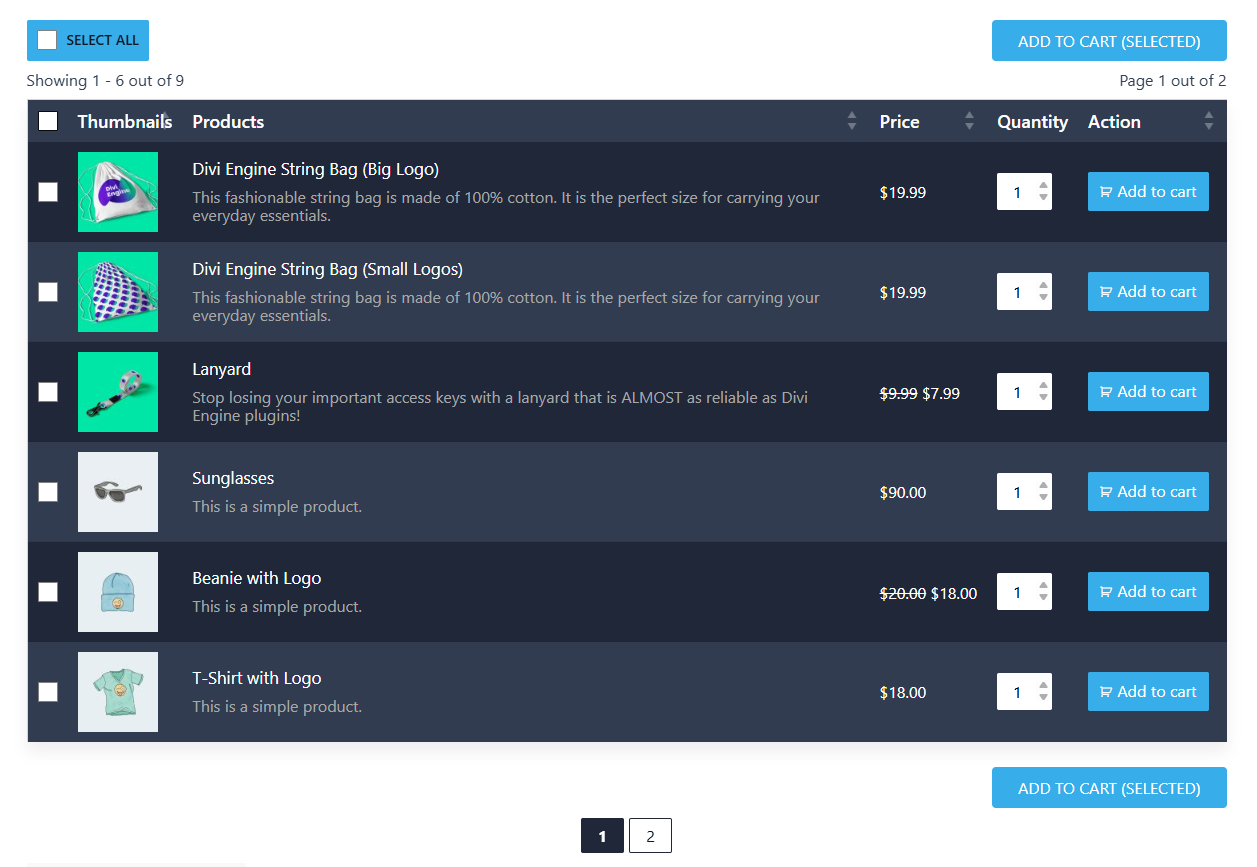 SELECT ALL
ADD TO CART (SELECTED)
Showing 1 - 6 out of 9
Page 1 out of 2
Thumbnails Products Price Quantity Action
Divi Engine
Divi Engine String Bag (Big Logo)
This fashionable string bag is made of 100% cotton. It is the perfect size for carrying your
everyday essentials.
$19.99
1
Add to cart
Divi Engine String Bag (Small Logos)
This fashionable string bag is made of 100% cotton. It is the perfect size for carrying your
everyday essentials.
$19.99
1
Add to cart
Lanyard
Stop losing your important access keys with a lanyard that is ALMOST as reliable as Divi
Engine plugins!
$9.99 $7.99
1
Add to cart
Sunglasses
This is a simple product.
$90.00
1
Add to cart
Beanie with Logo
This is a simple product.
$20.00 $18.00
1
Add to cart
T-Shirt with Logo
This is a simple product.
$18.00
1
Add to cart
ADD TO CART (SELECTED)
1 2